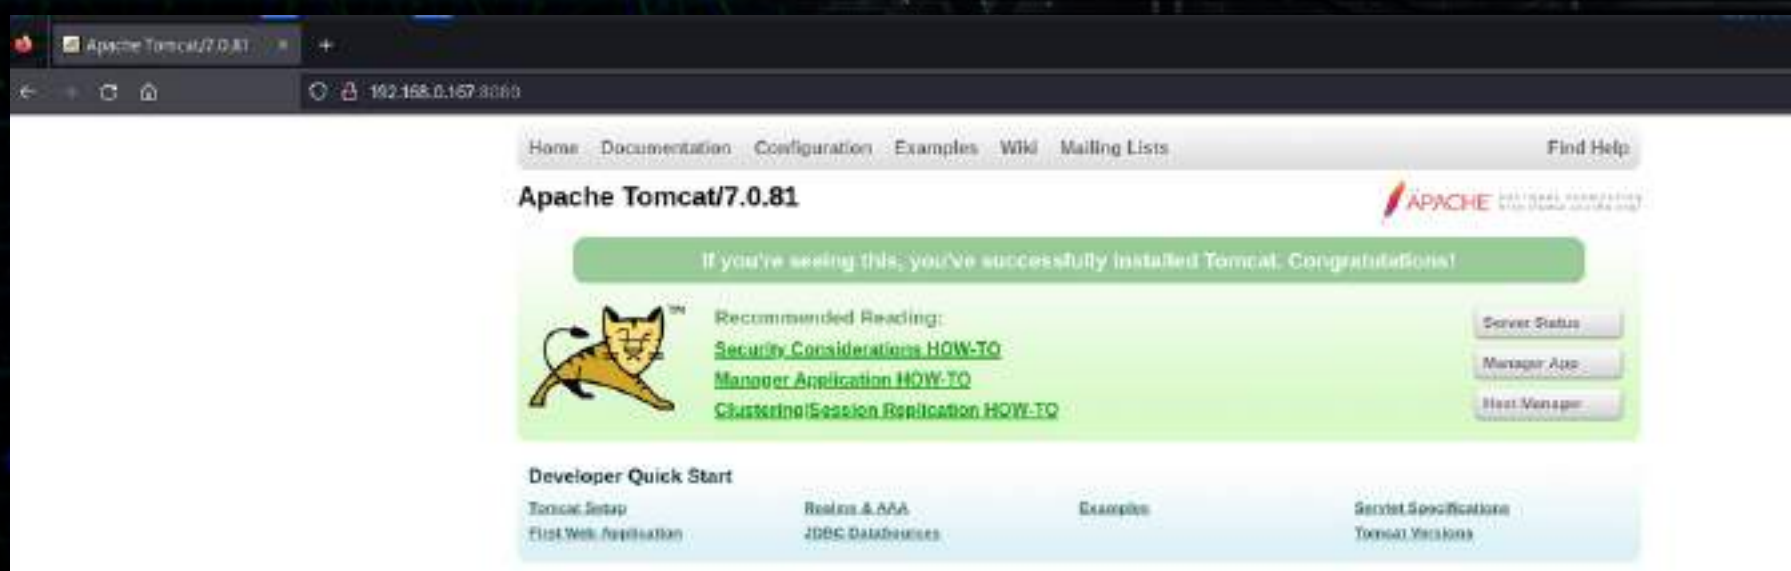 Apache Tomcat/7.0.81
192.168.0.167:8080
Home Documentation Configuration Examples Wiki Mailing Lists Find Help
Apache Tomcat/7.0.81
APACHE
If you're seeing this, you've successfully installed Tomcat. Congratulations!
TM
Recommended Reading:
Security Considerations HOW-TO
Manager Application HOW-TO
Clustering/Session Replication HOW-TO
Server Status
Manager App
Host Manager
Developer Quick Start
Tomcat Setup Realms & AAA Examples Servlet Specifications
First Web Application JDBC DataSources Tomcat Versions